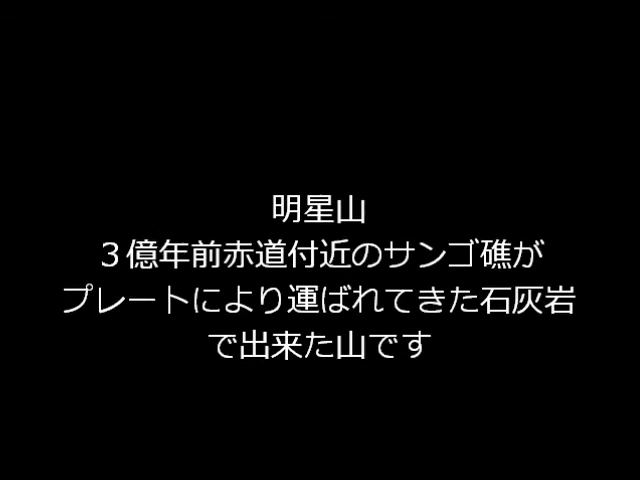 明星山
３億年前赤道付近のサンゴ礁が
プレートにより運ばれてきた石灰岩
で出来た山です